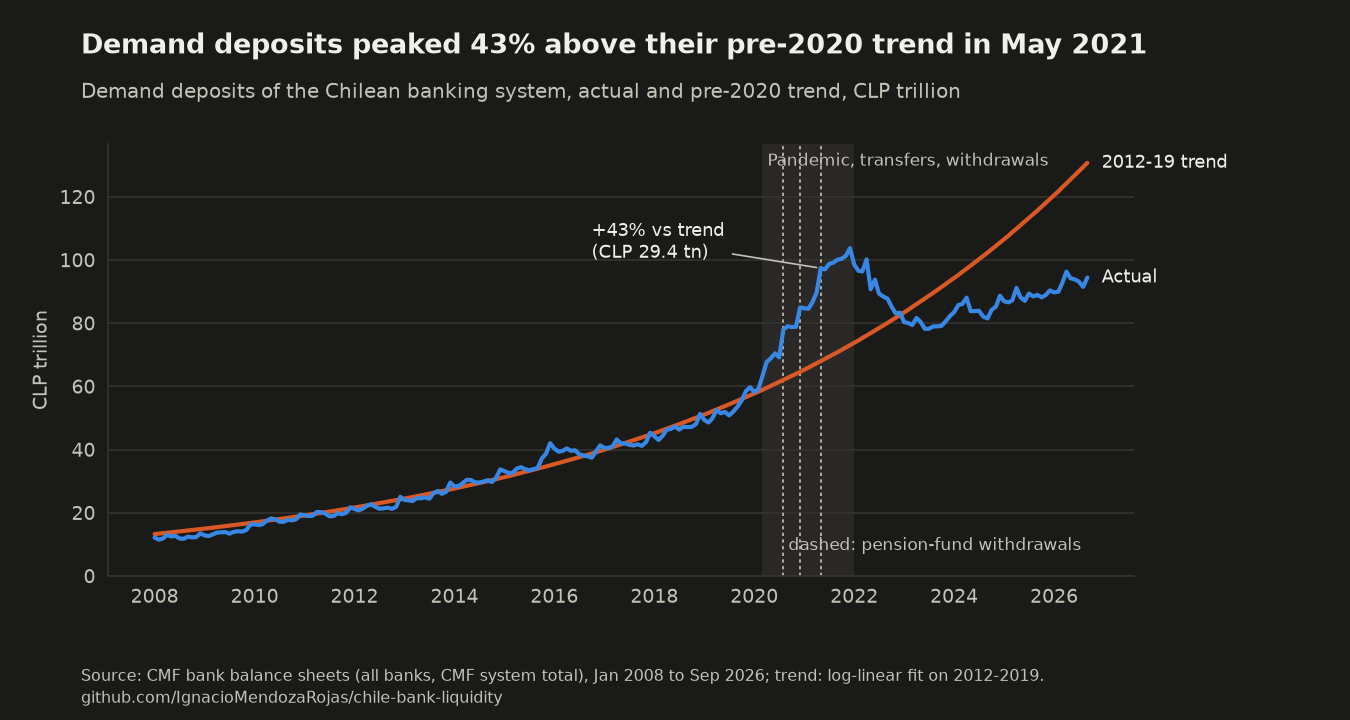 Demand deposits peaked 43% above their pre-2020 trend in May 2021
Demand deposits of the Chilean banking system, actual and pre-2020 trend, CLP trillion
Pandemic, transfers, withdrawals
2012-19 trend
+43% vs trend
(CLP 29.4 tn)
Actual
dashed: pension-fund withdrawals
CLP trillion
120
100
80
60
40
20
0
2008 2010 2012 2014 2016 2018 2020 2022 2024 2026
Source: CMF bank balance sheets (all banks, CMF system total), Jan 2008 to Sep 2026; trend: log-linear fit on 2012-2019.
github.com/IgnacioMendozaRojas/chile-bank-liquidity